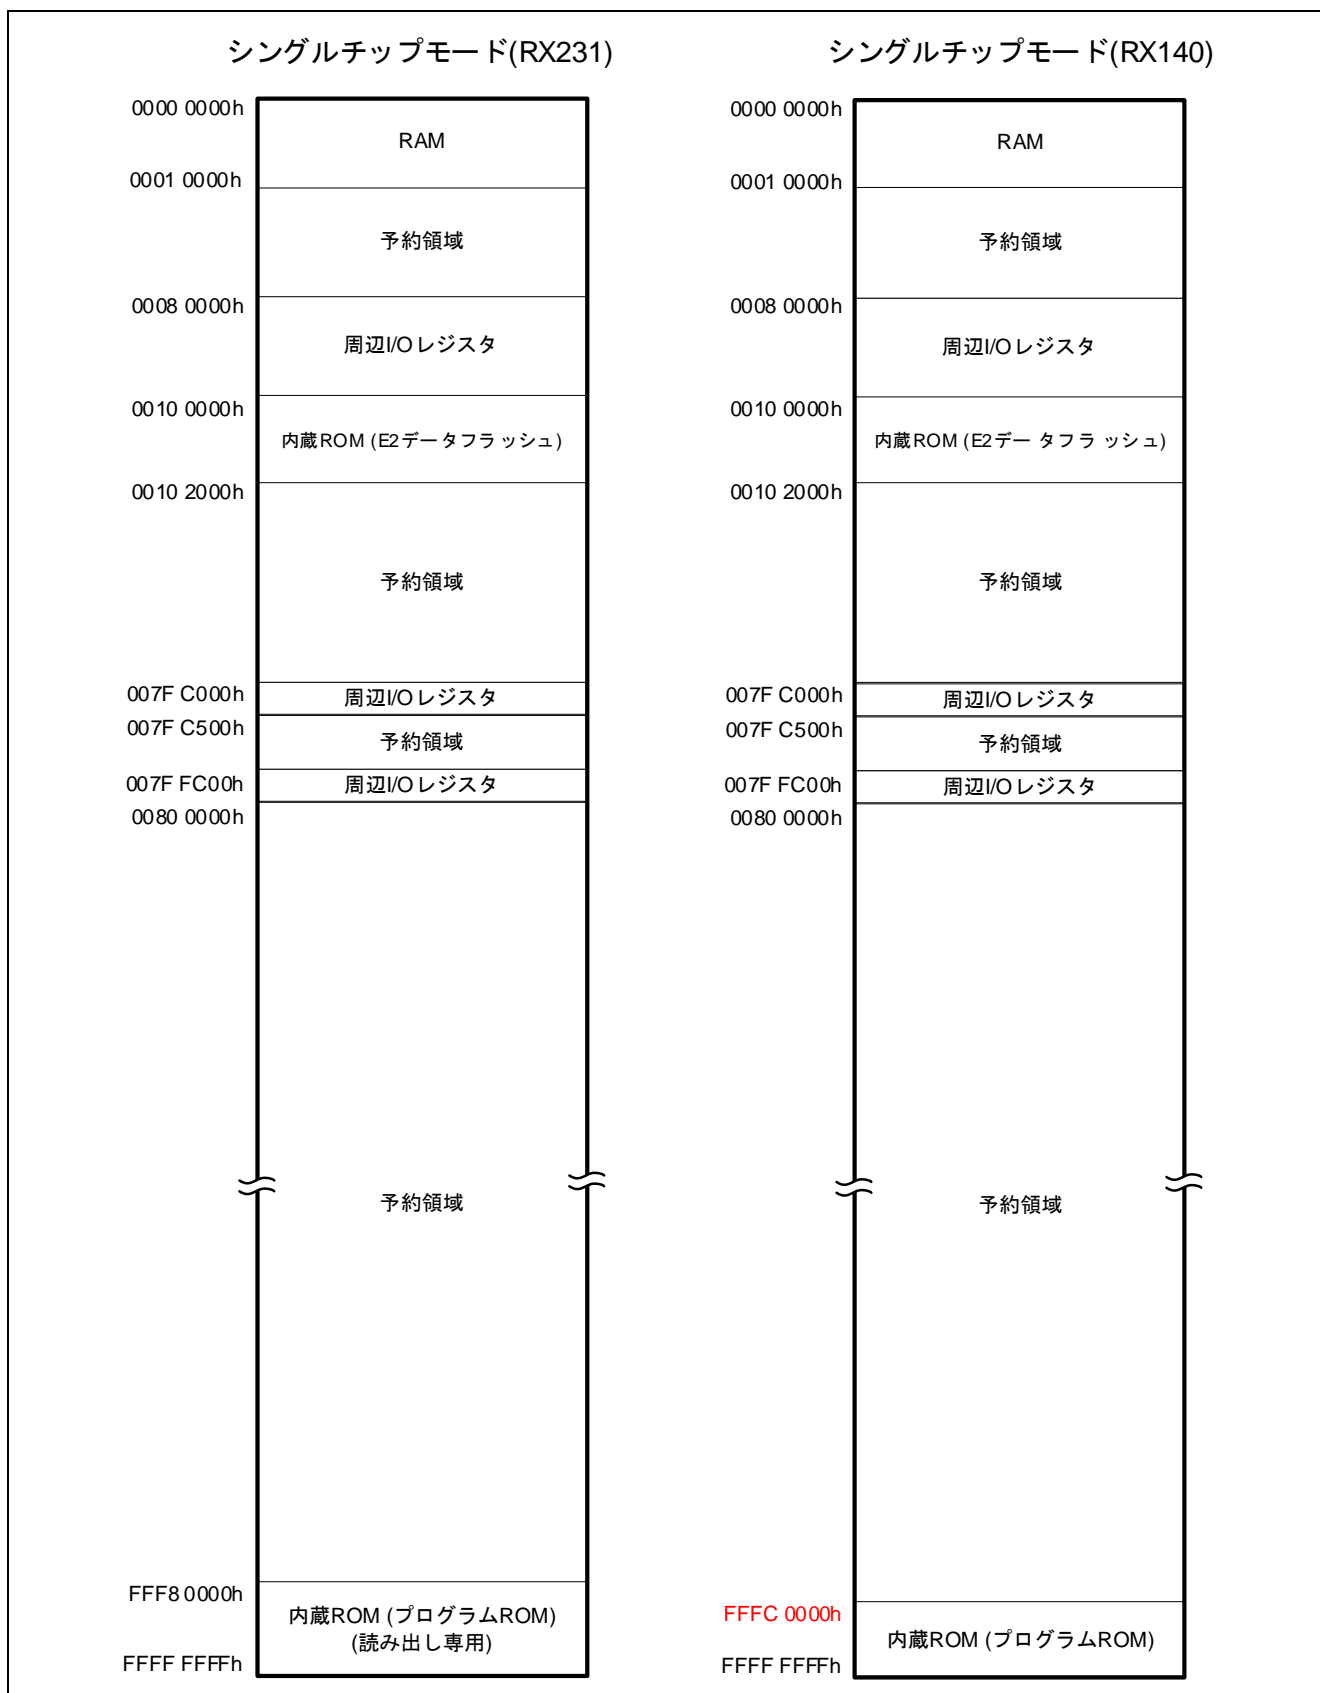 シングルチップモード(RX231)
0000 0000h
RAM
0001 0000h
予約領域
0008 0000h
周辺I/Oレジスタ
0010 0000h
内蔵ROM (E2データフラッシュ)
0010 2000h
予約領域
007F C000h
周辺I/Oレジスタ
007F C500h
予約領域
007F FC00h
周辺I/Oレジスタ
0080 0000h
予約領域
FFF8 0000h
内蔵ROM (プログラムROM)
(読み出し専用)
FFFF FFFFh
シングルチップモード(RX140)
0000 0000h
RAM
0001 0000h
予約領域
0008 0000h
周辺I/Oレジスタ
0010 0000h
内蔵ROM (E2データフラッシュ)
0010 2000h
予約領域
007F C000h
周辺I/Oレジスタ
007F C500h
予約領域
007F FC00h
周辺I/Oレジスタ
0080 0000h
予約領域
FFFC 0000h
内蔵ROM (プログラムROM)
FFFF FFFFh